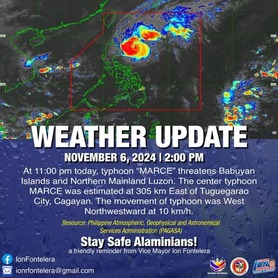 WEATHER UPDATE
NOVEMBER 6, 2024 | 2:00 PM
At 11:00 pm today, typhoon "MARCE" threatens Babuyan
Islands and Northern Mainland Luzon. The center typhoon
MARCE was estimated at 305 km East of Tuguegarao
City, Cagayan. The movement of typhoon was West
Northwestward at 10 km/h.
(Resource: Philippine Atmospheric, Geophysical and Astronomical
Services Administration (PAGASA)
Stay Safe Alaminians!
a friendly reminder from Vice Mayor Ion Fontelera
IonFontelera
ionfontelera@gmail.com